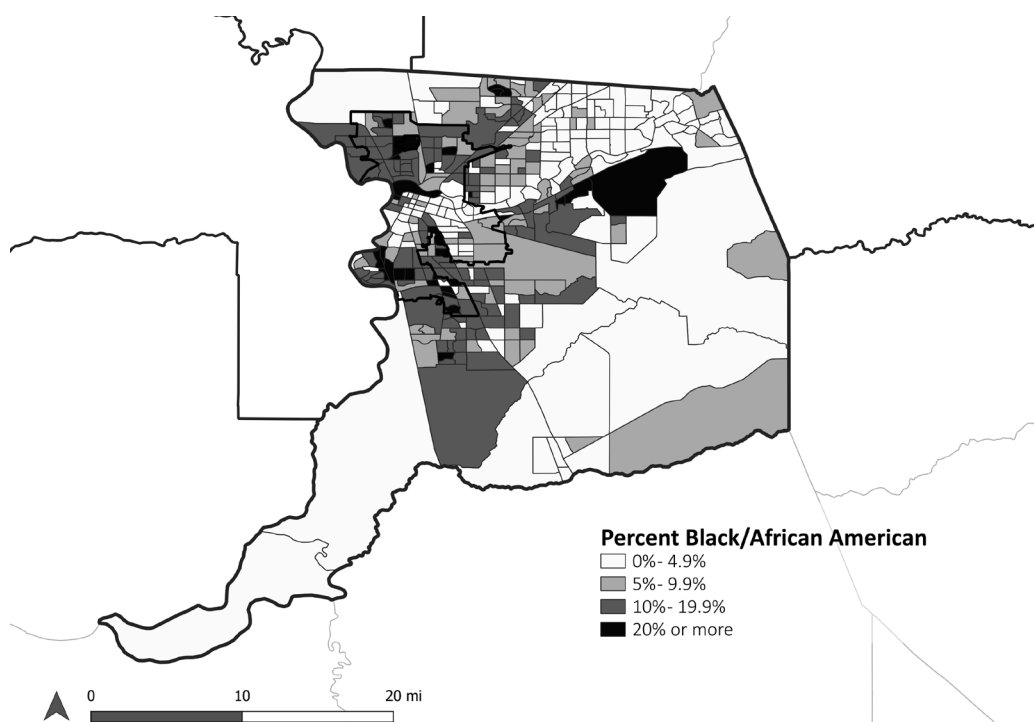 Percent Black/African American
0%- 4.9%
5%- 9.9%
10%- 19.9%
20% or more
0 10 20 mi